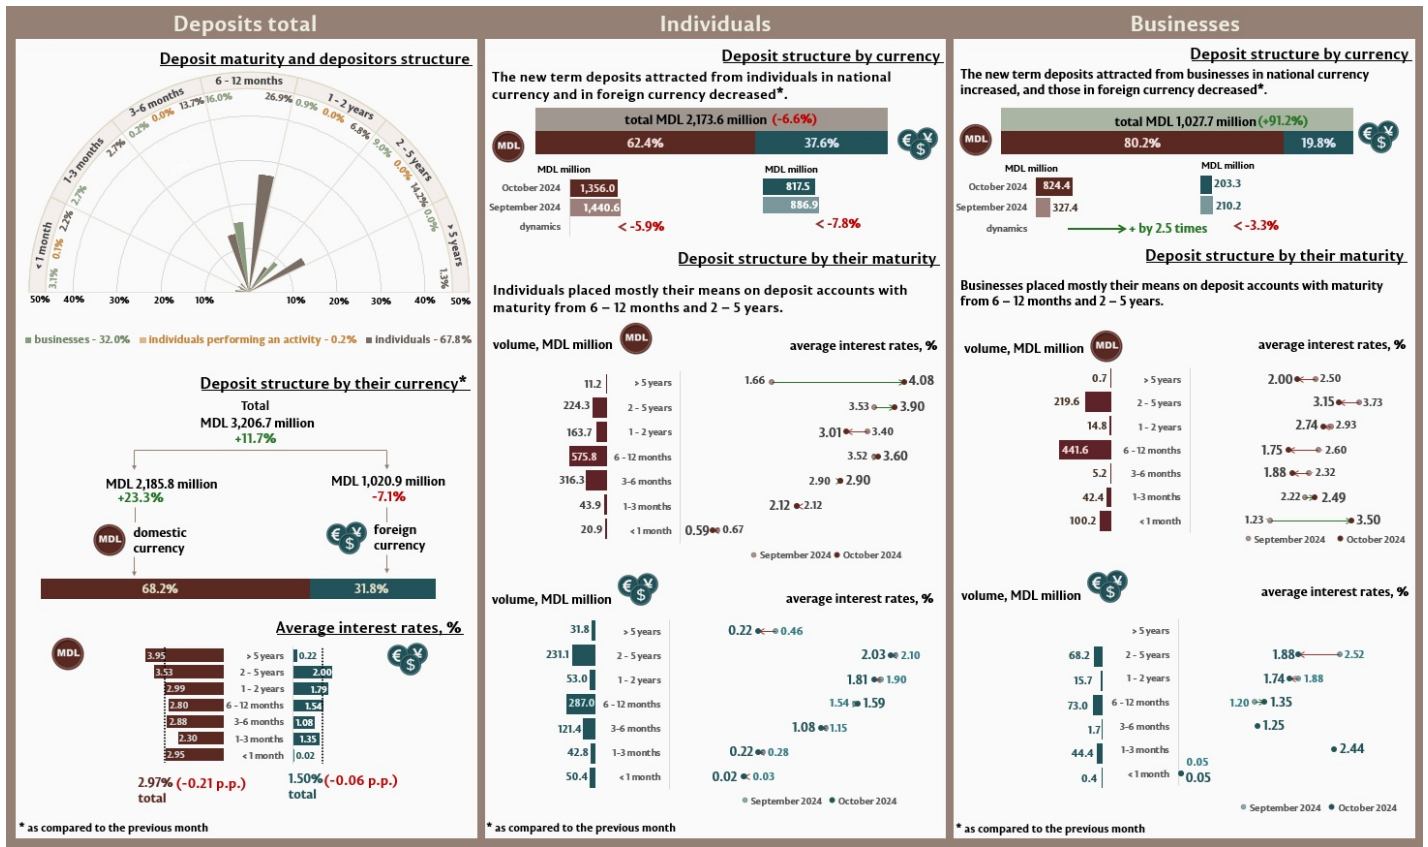 Deposits total
Deposit maturity and depositors structure
< 1 month
1-3 months
3-6 months
6 - 12 months
1 - 2 years
2 - 5 years
> 5 years
3.1%
0.1%
2.2%
2.7%
2.7%
0.2%
0.0%
13.7%
16.0%
26.9%
0.9%
0.0%
6.8%
9.0%
0.0%
14.2%
0.0%
1.3%
50% 40% 30% 20% 10% 10% 20% 30% 40% 50%
businesses - 32.0% individuals performing an activity - 0.2% individuals - 67.8%
Deposit structure by their currency*
Total
MDL 3,206.7 million
+11.7%
MDL 2,185.8 million
+23.3%
MDL 1,020.9 million
-7.1%
MDL
domestic
currency
€ ¥ $
foreign
currency
68.2% 31.8%
Average interest rates, %
MDL
€ ¥ $
3.95 > 5 years 0.22
3.53 2 - 5 years 2.00
2.99 1 - 2 years 1.79
2.80 6 - 12 months 1.54
2.88 3-6 months 1.08
2.30 1-3 months 1.35
2.95 < 1 month 0.02
2.97% (-0.21 p.p.)
total
1.50% (-0.06 p.p.)
total
* as compared to the previous month
Individuals
Deposit structure by currency
The new term deposits attracted from individuals in national
currency and in foreign currency decreased*.
total MDL 2,173.6 million (-6.6%)
MDL
62.4% 37.6%
€ ¥ $
MDL million MDL million
October 2024 1,356.0 817.5
September 2024 1,440.6 886.9
dynamics < -5.9% < -7.8%
Deposit structure by their maturity
Individuals placed mostly their means on deposit accounts with
maturity from 6 – 12 months and 2 – 5 years.
volume, MDL million MDL average interest rates, %
11.2 > 5 years 1.66 4.08
224.3 2 - 5 years 3.53 3.90
163.7 1 - 2 years 3.01 3.40
575.8 6 - 12 months 3.52 3.60
316.3 3-6 months 2.90 2.90
43.9 1-3 months 2.12 2.12
20.9 < 1 month 0.59 0.67
September 2024 October 2024
volume, MDL million € ¥ $ average interest rates, %
31.8 > 5 years 0.22 0.46
231.1 2 - 5 years 2.03 2.10
53.0 1 - 2 years 1.81 1.90
287.0 6 - 12 months 1.54 1.59
121.4 3-6 months 1.08 1.15
42.8 1-3 months 0.22 0.28
50.4 < 1 month 0.02 0.03
September 2024 October 2024
* as compared to the previous month
Businesses
Deposit structure by currency
The new term deposits attracted from businesses in national currency
increased, and those in foreign currency decreased*.
total MDL 1,027.7 million (+91.2%)
MDL
80.2% 19.8%
€ ¥ $
MDL million MDL million
October 2024 824.4 203.3
September 2024 327.4 210.2
dynamics + by 2.5 times < -3.3%
Deposit structure by their maturity
Businesses placed mostly their means on deposit accounts with maturity
from 6 – 12 months and 2 – 5 years.
volume, MDL million MDL average interest rates, %
0.7 > 5 years 2.00 2.50
219.6 2 - 5 years 3.15 3.73
14.8 1 - 2 years 2.74 2.93
441.6 6 - 12 months 1.75 2.60
5.2 3-6 months 1.88 2.32
42.4 1-3 months 2.22 2.49
100.2 < 1 month 1.23 3.50
September 2024 October 2024
volume, MDL million € ¥ $ average interest rates, %
> 5 years
68.2 2 - 5 years 1.88 2.52
15.7 1 - 2 years 1.74 1.88
73.0 6 - 12 months 1.20 1.35
1.7 3-6 months 1.25
44.4 1-3 months 2.44
0.4 < 1 month 0.05 0.05
September 2024 October 2024
* as compared to the previous month